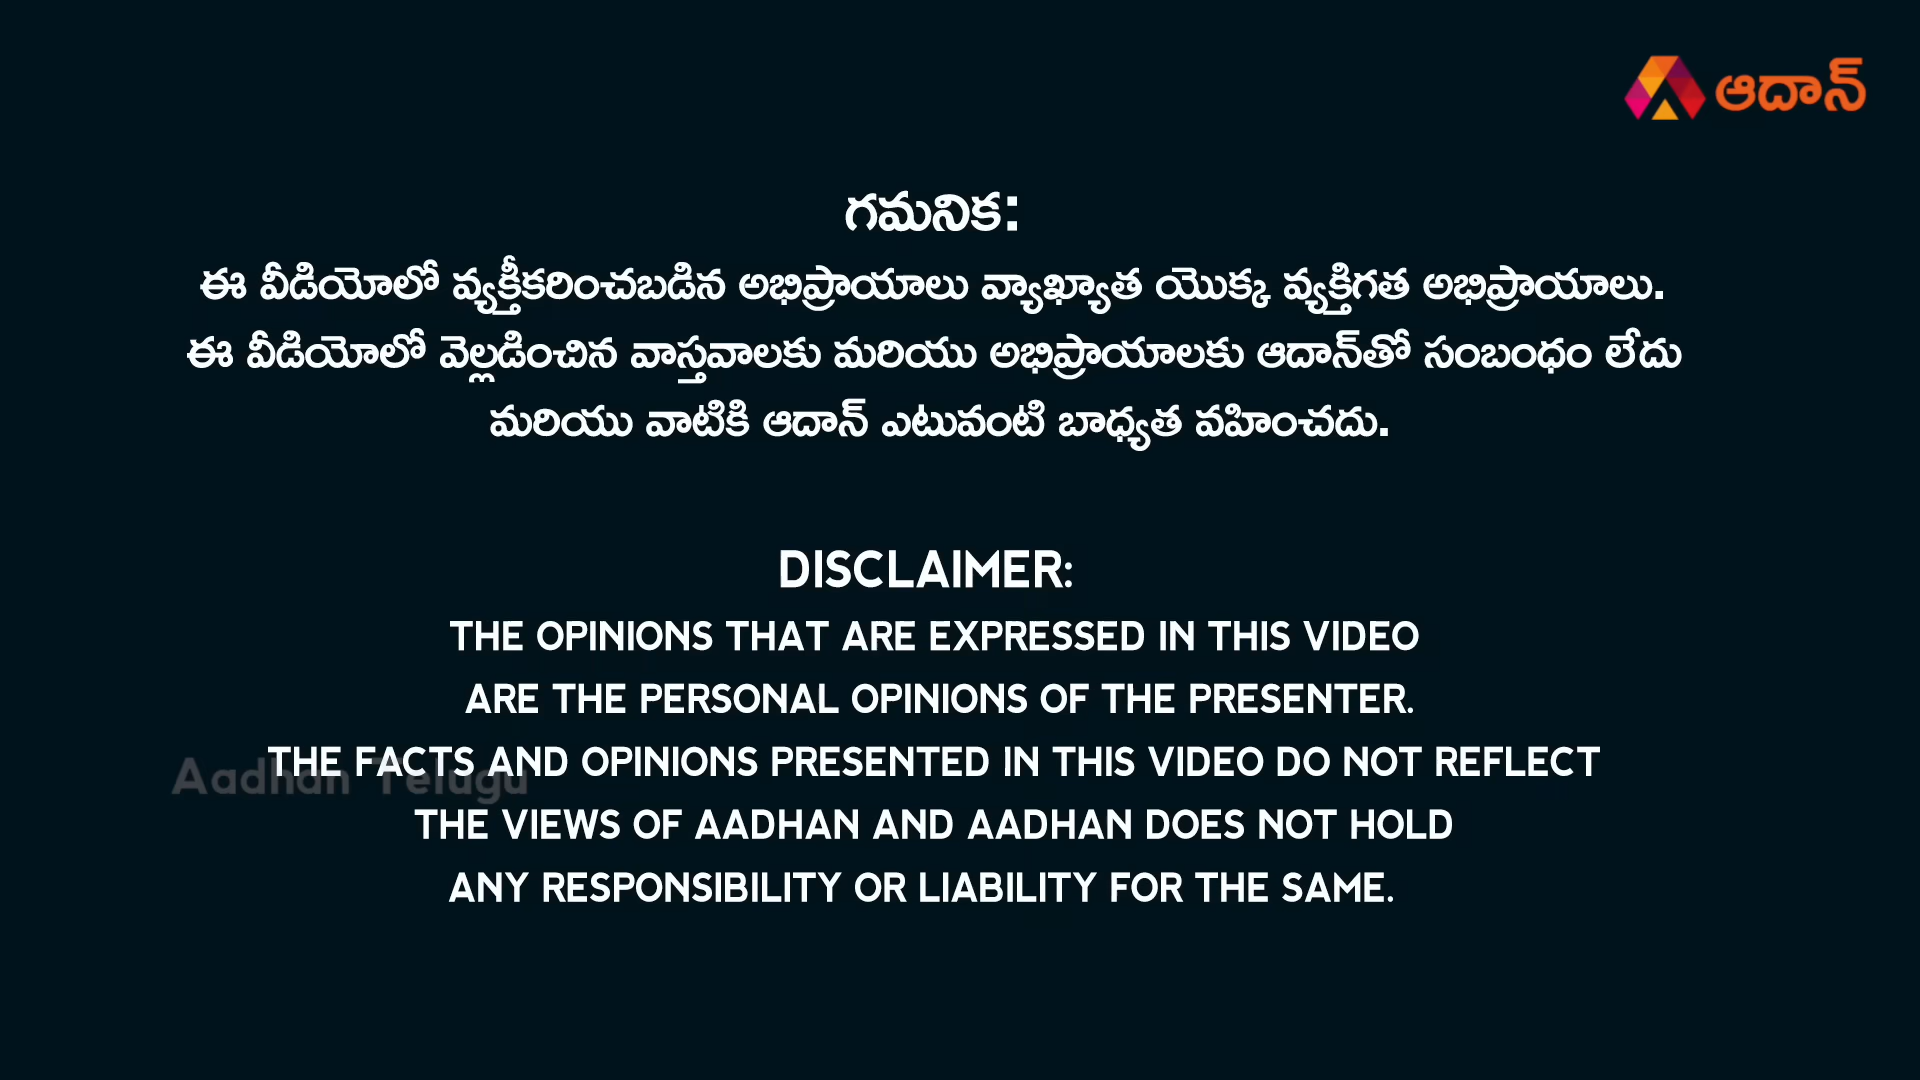 ఆదాన్
గమనిక:
ఈ వీడియోలో వ్యక్తీకరించబడిన అభిప్రాయాలు వ్యాఖ్యాత యొక్క వ్యక్తిగత అభిప్రాయాలు.
ఈ వీడియోలో వెల్లడించిన వాస్తవాలకు మరియు అభిప్రాయాలకు ఆదాన్‌తో సంబంధం లేదు
మరియు వాటికి ఆదాన్ ఎటువంటి బాధ్యత వహించదు.
DISCLAIMER:
THE OPINIONS THAT ARE EXPRESSED IN THIS VIDEO
ARE THE PERSONAL OPINIONS OF THE PRESENTER.
THE FACTS AND OPINIONS PRESENTED IN THIS VIDEO DO NOT REFLECT
Aadhan Telugu
THE VIEWS OF AADHAN AND AADHAN DOES NOT HOLD
ANY RESPONSIBILITY OR LIABILITY FOR THE SAME.